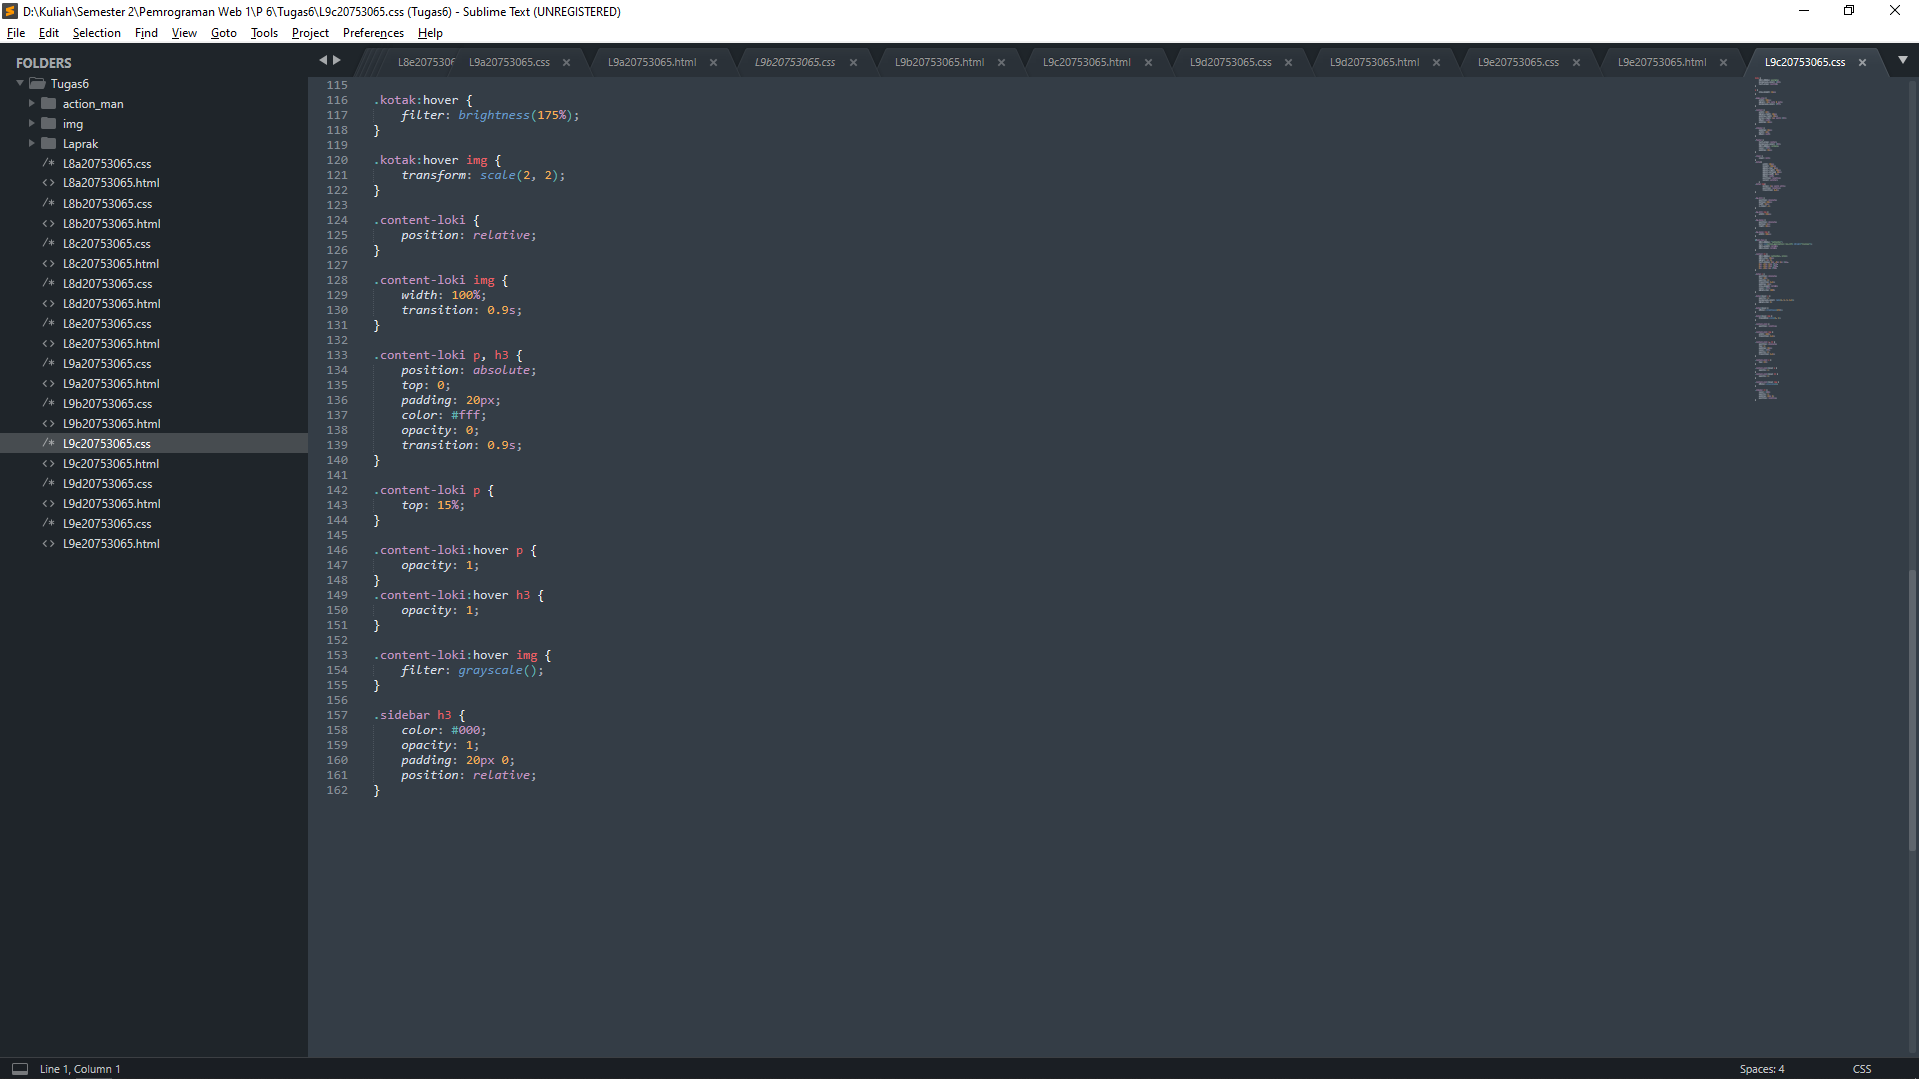 D:\Kuliah\Semester 2\Pemrograman Web 1\P 6\Tugas6\L9c20753065.css (Tugas6) - Sublime Text (UNREGISTERED)
File Edit Selection Find View Goto Tools Project Preferences Help
FOLDERS
Tugas6
action_man
img
Laprak
/* L8a20753065.css
<> L8a20753065.html
/* L8b20753065.css
<> L8b20753065.html
/* L8c20753065.css
<> L8c20753065.html
/* L8d20753065.css
<> L8d20753065.html
/* L8e20753065.css
<> L8e20753065.html
/* L9a20753065.css
<> L9a20753065.html
/* L9b20753065.css
<> L9b20753065.html
/* L9c20753065.css
<> L9c20753065.html
/* L9d20753065.css
<> L9d20753065.html
/* L9e20753065.css
<> L9e20753065.html
L8e2075306 L9a20753065.css L9a20753065.html L9b20753065.css L9b20753065.html L9c20753065.html L9d20753065.css L9d20753065.html L9e20753065.css L9e20753065.html L9c20753065.css
115
116 .kotak:hover {
117     filter: brightness(175%);
118 }
119
120 .kotak:hover img {
121     transform: scale(2, 2);
122 }
123
124 .content-loki {
125     position: relative;
126 }
127
128 .content-loki img {
129     width: 100%;
130     transition: 0.9s;
131 }
132
133 .content-loki p, h3 {
134     position: absolute;
135     top: 0;
136     padding: 20px;
137     color: #fff;
138     opacity: 0;
139     transition: 0.9s;
140 }
141
142 .content-loki p {
143     top: 15%;
144 }
145
146 .content-loki:hover p {
147     opacity: 1;
148 }
149 .content-loki:hover h3 {
150     opacity: 1;
151 }
152
153 .content-loki:hover img {
154     filter: grayscale();
155 }
156
157 .sidebar h3 {
158     color: #000;
159     opacity: 1;
160     padding: 20px 0;
161     position: relative;
162 }
Line 1, Column 1
Spaces: 4 CSS